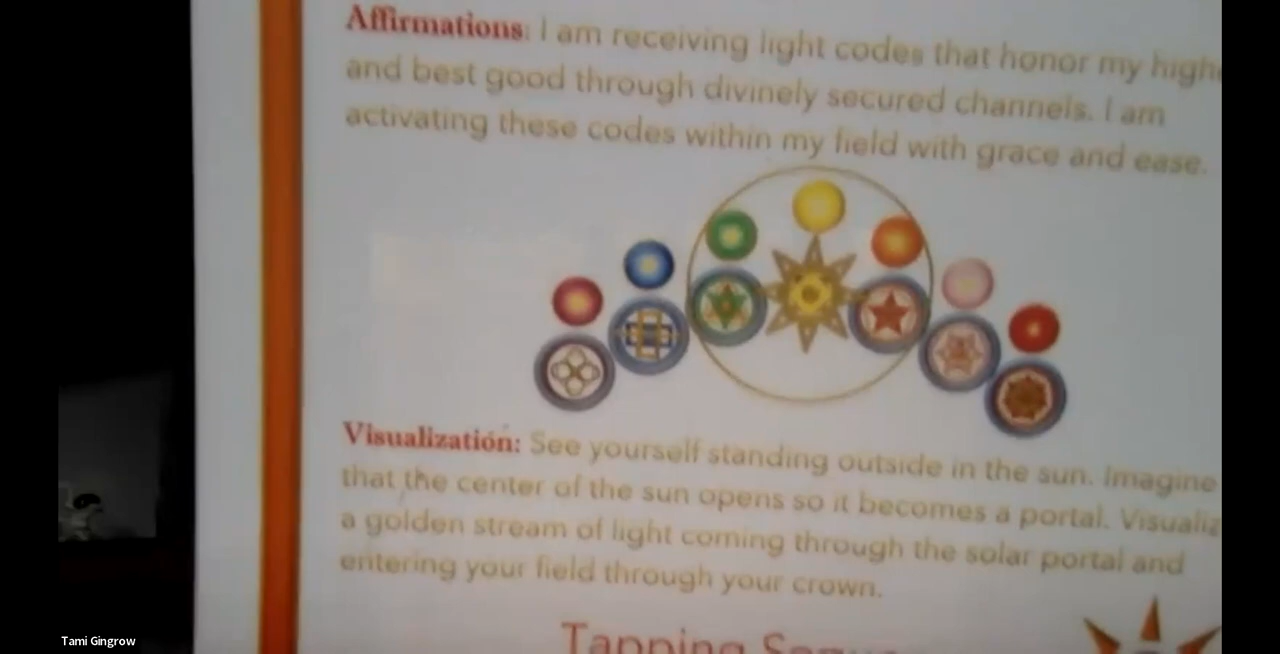 Affirmations: I am receiving light codes that honor my
and best good through divinely secured channels. I am
activating these codes within my field with grace and ease.
Visualization: See yourself standing outside in the sun. Imagine
that the center of the sun opens so it becomes a portal.
a golden stream of light coming through the solar portal and
entering your field through your crown.
Tapping
Tami Gingrow